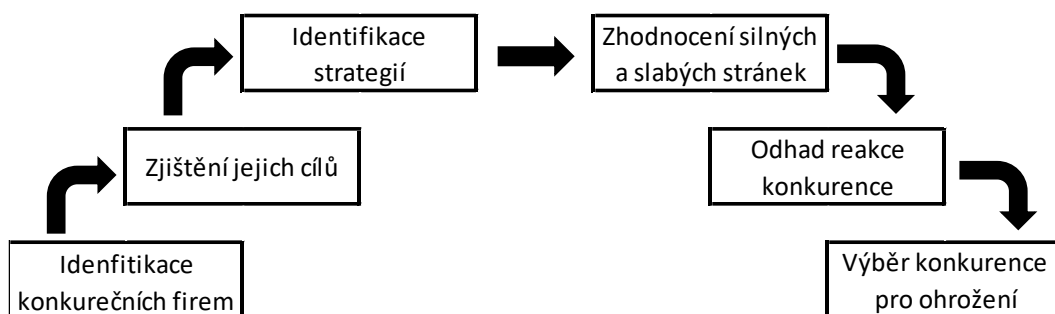 Identifikace
strategií
Zhodnocení silných
a slabých stránek
Zjištění jejich cílů
Odhad reakce
konkurence
Idenfitikace
konkurečních firem
Výběr konkurence
pro ohrožení